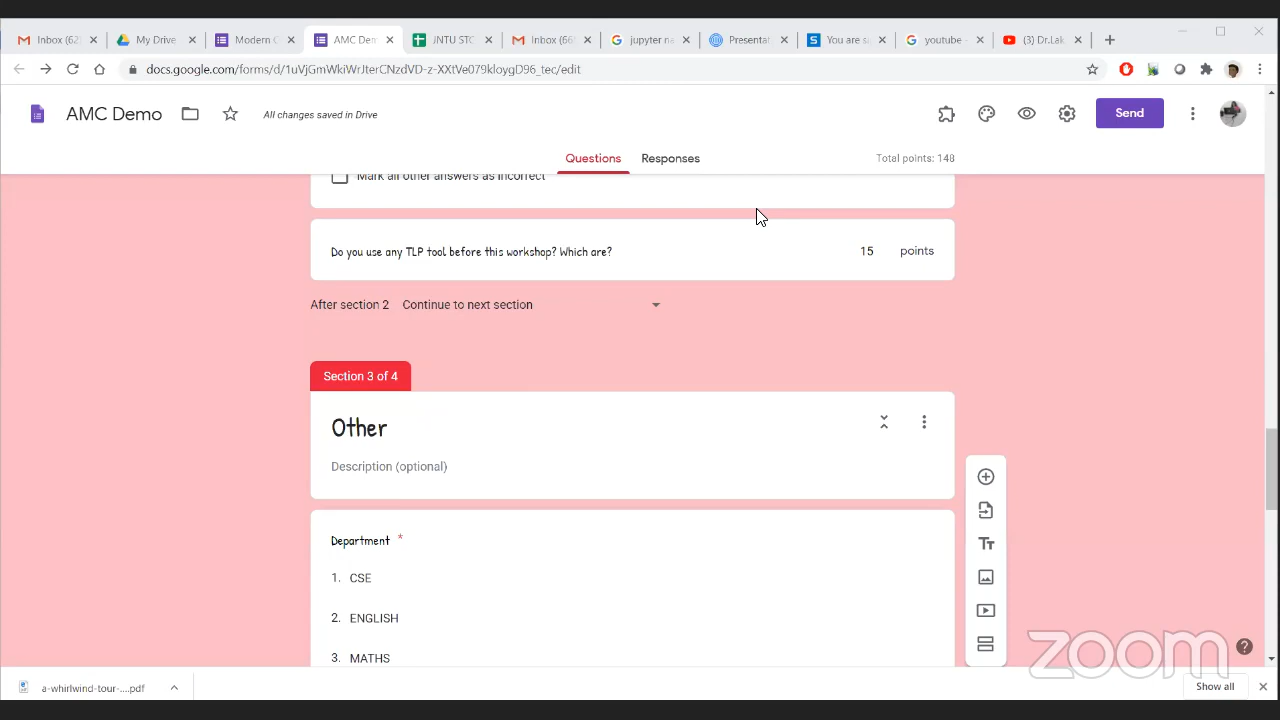 Inbox (62)
My Drive
Modern C
AMC Dem
JNTU STC
Inbox (66
jupyter ne
Presentat
You are s
youtube -
(3) Dr.Lak
docs.google.com/forms/d/1uVjGmWkiWrJterCNzdVD-z-XXtVe079kloygD96_tec/edit
AMC Demo
All changes saved in Drive
Send
Questions
Responses
Total points: 148
Mark all other answers as incorrect
Do you use any TLP tool before this workshop? Which are?
15 points
After section 2 Continue to next section
Section 3 of 4
Other
Description (optional)
Department *
1. CSE
2. ENGLISH
3. MATHS
zoom
a-whirlwind-tour-....pdf
Show all